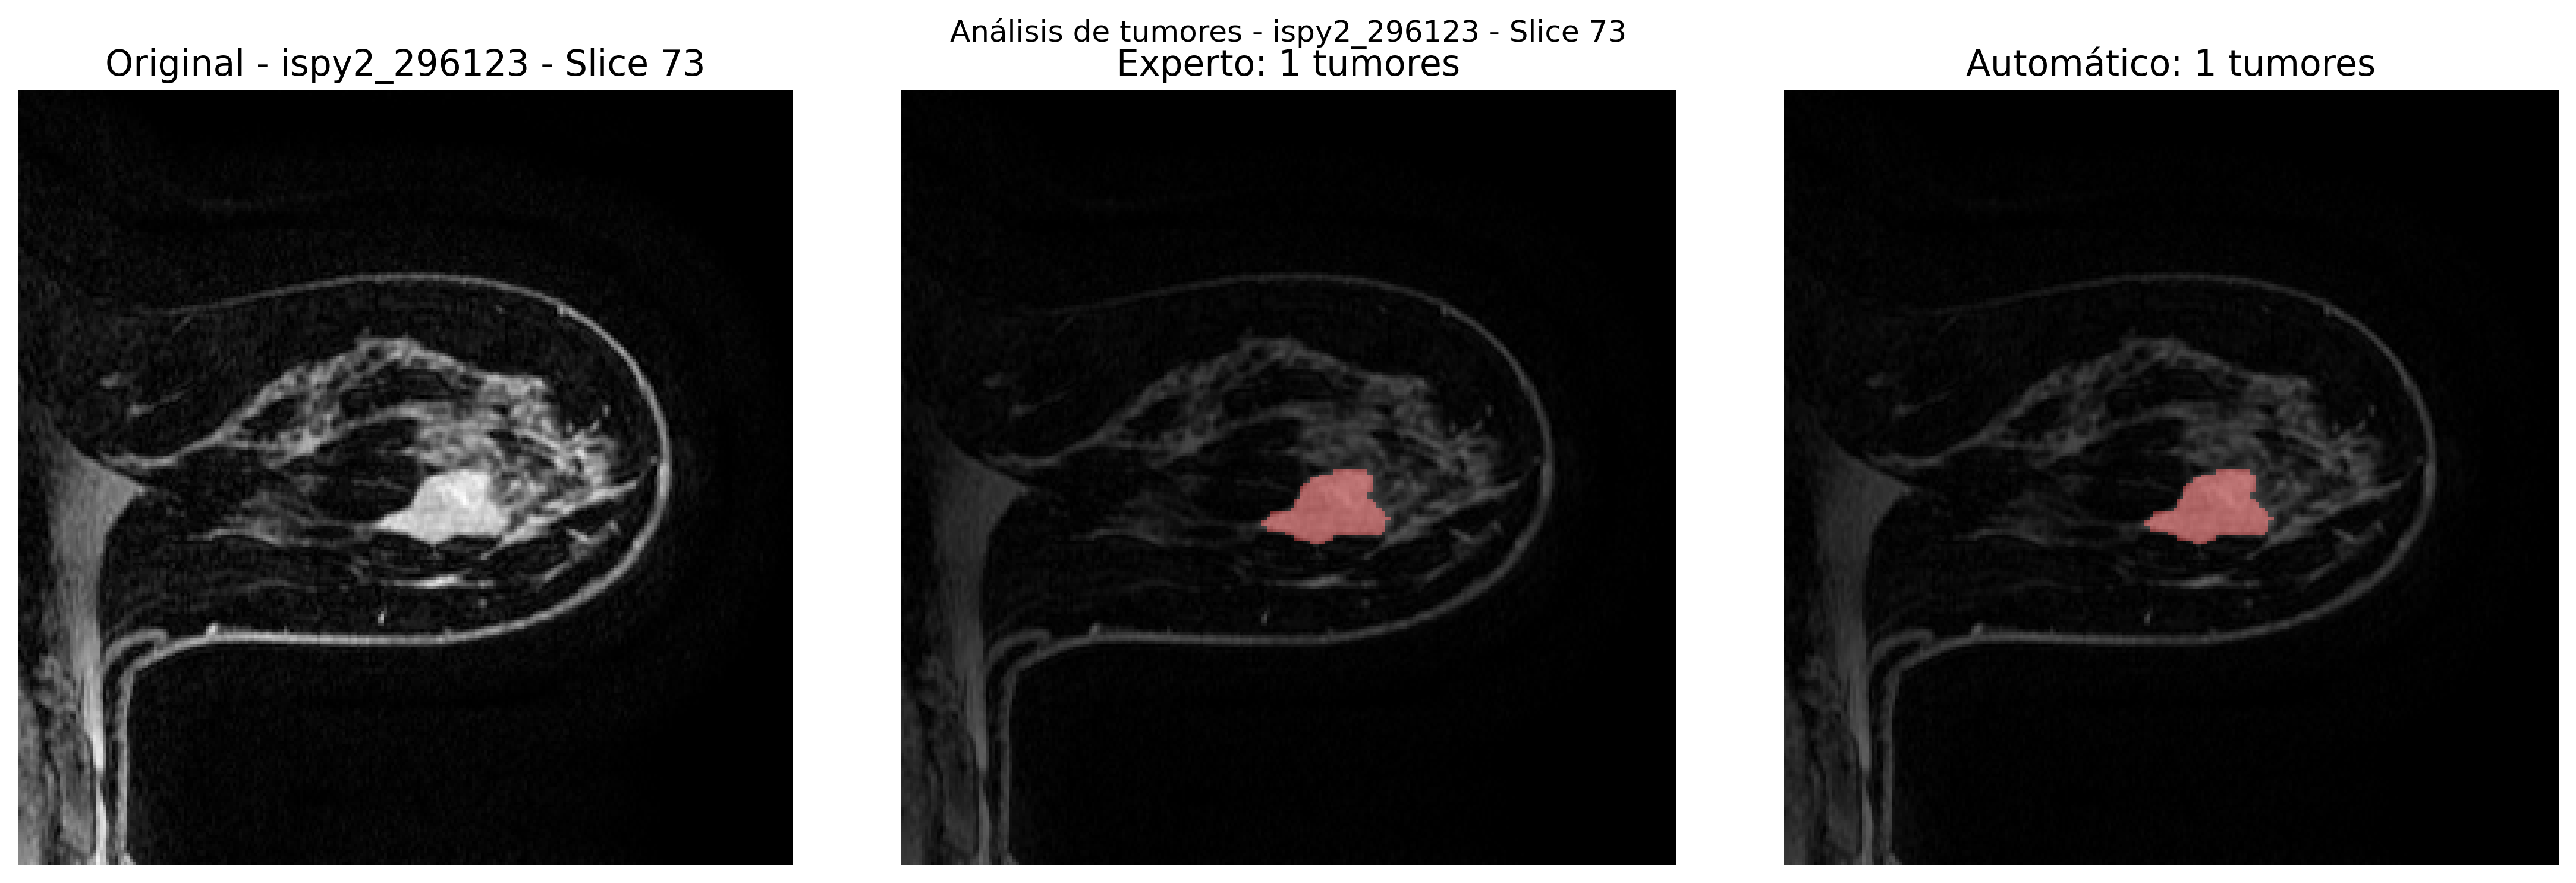 Análisis de tumores - ispy2_296123 - Slice 73
Original - ispy2_296123 - Slice 73
Experto: 1 tumores
Automático: 1 tumores